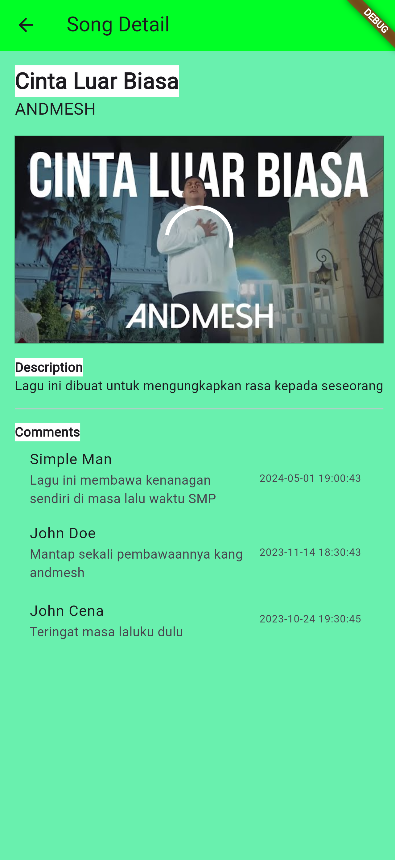 Song Detail
DEBUG
Cinta Luar Biasa
ANDMESH
CINTA LUAR BIASA
ANDMESH
Description
Lagu ini dibuat untuk mengungkapkan rasa kepada seseorang
Comments
Simple Man
Lagu ini membawa kenanagan
sendiri di masa lalu waktu SMP
2024-05-01 19:00:43
John Doe
Mantap sekali pembawaannya kang
andmesh
2023-11-14 18:30:43
John Cena
Teringat masa laluku dulu
2023-10-24 19:30:45